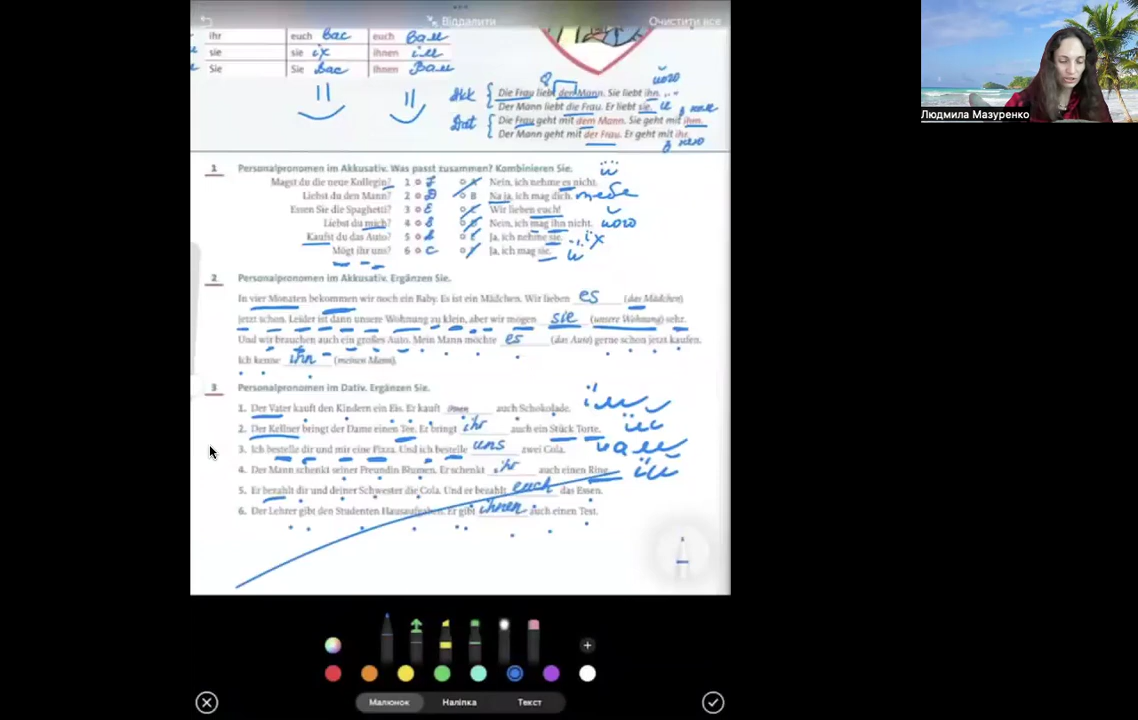 Віддалити
Очистити все
Людмила Мазуренко
ihr euch вас euch вам
sie sie їх ihnen їм
Sie Sie Вас Ihnen Вам
Akk Die Frau liebt den Mann. Sie liebt ihn. його
Der Mann liebt die Frau. Er liebt sie. її
Dat Die Frau geht mit dem Mann. Sie geht mit ihm. з ним
Der Mann geht mit der Frau. Er geht mit ihr. з нею
1 Personalpronomen im Akkusativ. Was passt zusammen? Kombinieren Sie.
Magst du die neue Kollegin? 1 F Nein, ich nehme es nicht.
Liebst du den Mann? 2 D B Na ja, ich mag dich. тебе
Essen Sie die Spaghetti? 3 E Wir lieben euch!
Liebst du mich? 4 Nein, ich mag ihn nicht. його
Kaufst du das Auto? 5 Ja, ich nehme sie. їх
Mögt ihr uns? 6 C Ja, ich mag sie. її
2 Personalpronomen im Akkusativ. Ergänzen Sie.
In vier Monaten bekommen wir noch ein Baby. Es ist ein Mädchen. Wir lieben es (das Mädchen)
jetzt schon. Leider ist dann unsere Wohnung zu klein, aber wir mögen sie (unsere Wohnung) sehr.
Und wir brauchen auch ein großes Auto. Mein Mann möchte es (das Auto) gerne schon jetzt kaufen.
Ich kenne ihn (meinen Mann).
3 Personalpronomen im Dativ. Ergänzen Sie.
1. Der Vater kauft den Kindern ein Eis. Er kauft ihnen auch Schokolade. їм
2. Der Kellner bringt der Dame einen Tee. Er bringt ihr auch ein Stück Torte. їй
3. Ich bestelle dir und mir eine Pizza. Und ich bestelle uns zwei Cola.
4. Der Mann schenkt seiner Freundin Blumen. Er schenkt ihr auch einen Ring. їй
5. Er bezahlt dir und deiner Schwester die Cola. Und er bezahlt euch das Essen.
6. Der Lehrer gibt den Studenten Hausaufgaben. Er gibt ihnen auch einen Test.
Малюнок
Наліпка
Текст